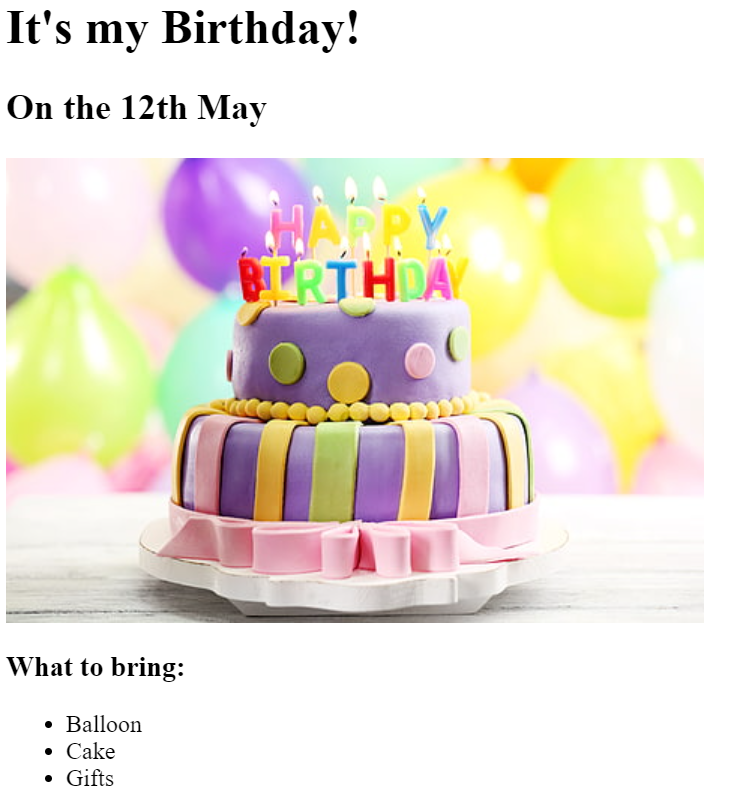 It's my Birthday!
On the 12th May
HAPPY
BIRTHDAY
What to bring:
Balloon
Cake
Gifts